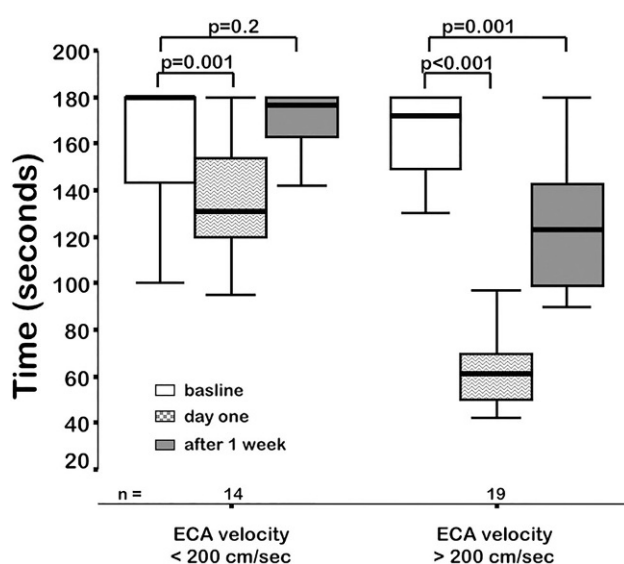 p=0.2
p=0.001
p=0.001
p<0.001
200
180
160
140
120
100
80
60
40
20
Time (seconds)
basline
day one
after 1 week
n = 14 19
ECA velocity
< 200 cm/sec
ECA velocity
> 200 cm/sec